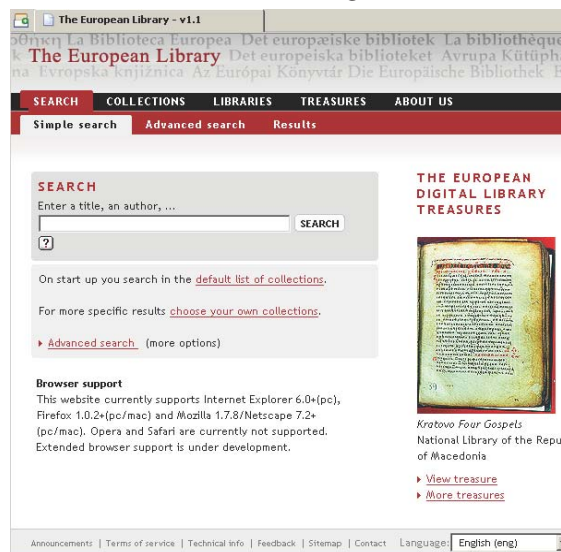 The European Library - v1.1
θηκη La Biblioteca Europea Det europæiske bibliotek La bibliothèque
The European Library Det europeiska biblioteket Avrupa Kütüph
na Evropska knjižnica Az Európai Könyvtár Die Europäische Bibliothek E
SEARCH COLLECTIONS LIBRARIES TREASURES ABOUT US
Simple search Advanced search Results
SEARCH
Enter a title, an author, ...
SEARCH
?
On start up you search in the default list of collections.
For more specific results choose your own collections.
Advanced search (more options)
Browser support
This website currently supports Internet Explorer 6.0+(pc),
Firefox 1.0.2+(pc/mac) and Mozilla 1.7.8/Netscape 7.2+
(pc/mac). Opera and Safari are currently not supported.
Extended browser support is under development.
THE EUROPEAN
DIGITAL LIBRARY
TREASURES
Kratovo Four Gospels
National Library of the Repu
of Macedonia
View treasure
More treasures
Announcements | Terms of service | Technical info | Feedback | Sitemap | Contact Language: English (eng)